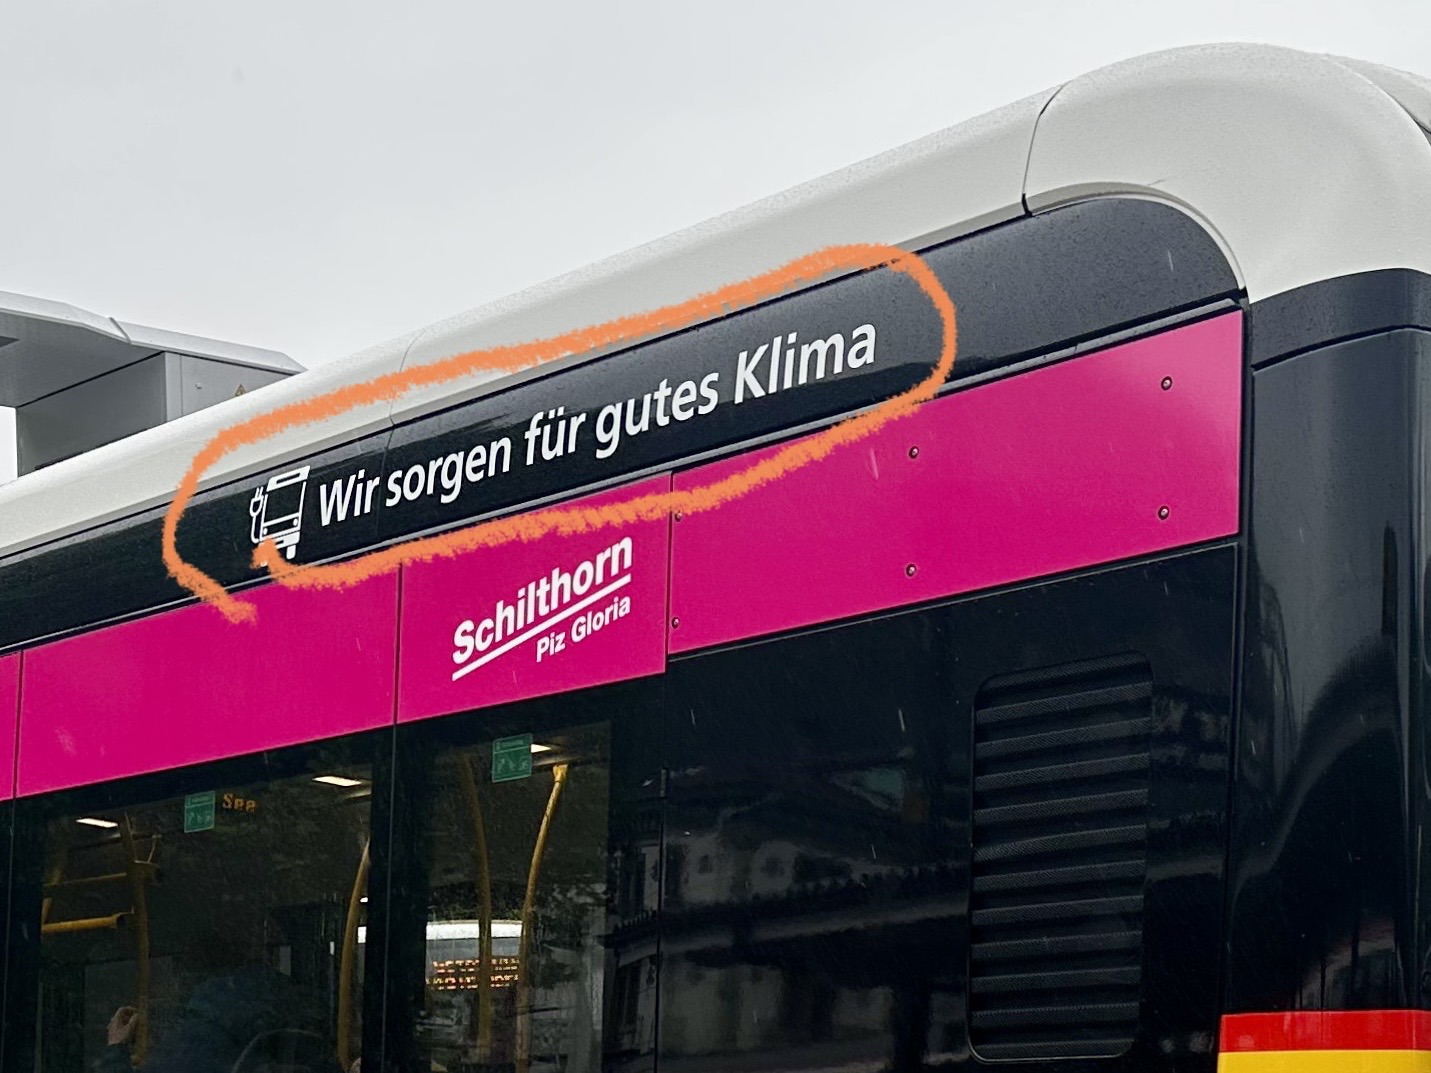 Wir sorgen für gutes Klima
Schilthorn
Piz Gloria